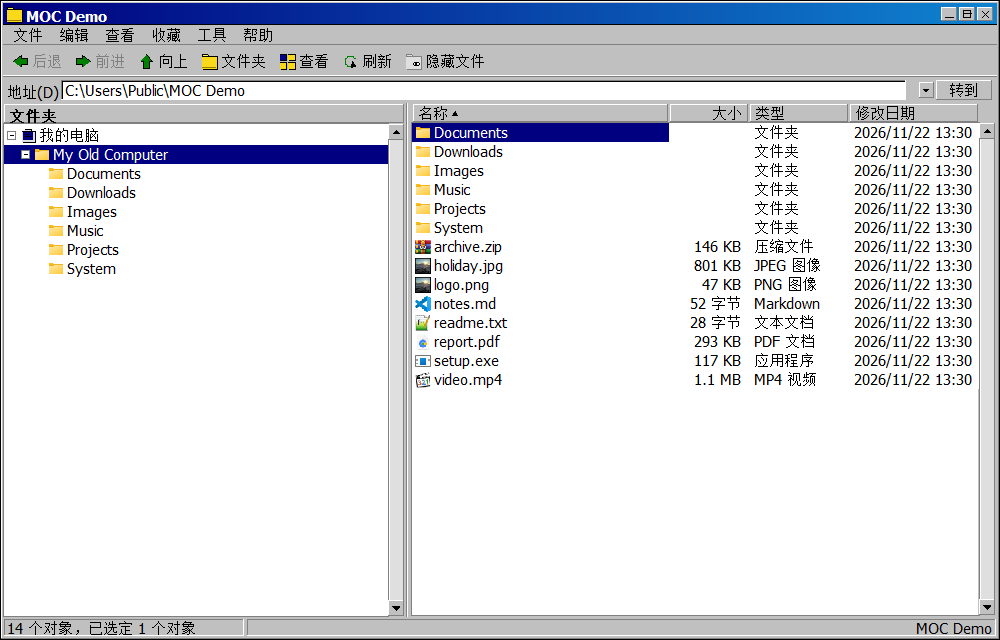 MOC Demo
文件 编辑 查看 收藏 工具 帮助
后退 前进 向上 文件夹 查看 刷新 隐藏文件
地址(D) C:\Users\Public\MOC Demo 转到
文件夹
我的电脑
My Old Computer
Documents
Downloads
Images
Music
Projects
System
名称 大小 类型 修改日期
Documents 文件夹 2026/11/22 13:30
Downloads 文件夹 2026/11/22 13:30
Images 文件夹 2026/11/22 13:30
Music 文件夹 2026/11/22 13:30
Projects 文件夹 2026/11/22 13:30
System 文件夹 2026/11/22 13:30
archive.zip 146 KB 压缩文件 2026/11/22 13:30
holiday.jpg 801 KB JPEG 图像 2026/11/22 13:30
logo.png 47 KB PNG 图像 2026/11/22 13:30
notes.md 52 字节 Markdown 2026/11/22 13:30
readme.txt 28 字节 文本文档 2026/11/22 13:30
report.pdf 293 KB PDF 文档 2026/11/22 13:30
setup.exe 117 KB 应用程序 2026/11/22 13:30
video.mp4 1.1 MB MP4 视频 2026/11/22 13:30
14 个对象，已选定 1 个对象 MOC Demo